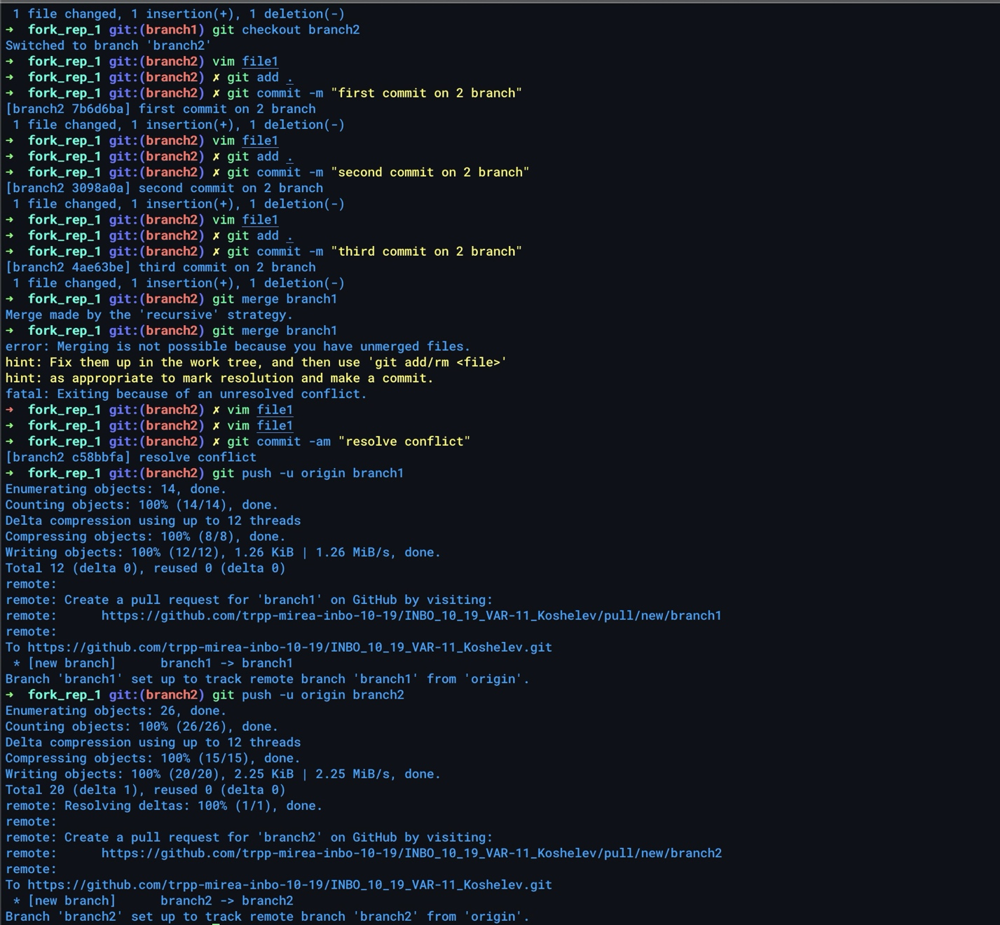 1 file changed, 1 insertion(+), 1 deletion(-)
➜  fork_rep_1 git:(branch1) git checkout branch2
Switched to branch 'branch2'
➜  fork_rep_1 git:(branch2) vim file1
➜  fork_rep_1 git:(branch2) ✗ git add .
➜  fork_rep_1 git:(branch2) ✗ git commit -m "first commit on 2 branch"
[branch2 7b6d6ba] first commit on 2 branch
 1 file changed, 1 insertion(+), 1 deletion(-)
➜  fork_rep_1 git:(branch2) vim file1
➜  fork_rep_1 git:(branch2) ✗ git add .
➜  fork_rep_1 git:(branch2) ✗ git commit -m "second commit on 2 branch"
[branch2 3098a0a] second commit on 2 branch
 1 file changed, 1 insertion(+), 1 deletion(-)
➜  fork_rep_1 git:(branch2) vim file1
➜  fork_rep_1 git:(branch2) ✗ git add .
➜  fork_rep_1 git:(branch2) ✗ git commit -m "third commit on 2 branch"
[branch2 4ae63be] third commit on 2 branch
 1 file changed, 1 insertion(+), 1 deletion(-)
➜  fork_rep_1 git:(branch2) git merge branch1
Merge made by the 'recursive' strategy.
➜  fork_rep_1 git:(branch2) git merge branch1
error: Merging is not possible because you have unmerged files.
hint: Fix them up in the work tree, and then use 'git add/rm <file>'
hint: as appropriate to mark resolution and make a commit.
fatal: Exiting because of an unresolved conflict.
➜  fork_rep_1 git:(branch2) ✗ vim file1
➜  fork_rep_1 git:(branch2) ✗ vim file1
➜  fork_rep_1 git:(branch2) ✗ git commit -am "resolve conflict"
[branch2 c58bbfa] resolve conflict
➜  fork_rep_1 git:(branch2) git push -u origin branch1
Enumerating objects: 14, done.
Counting objects: 100% (14/14), done.
Delta compression using up to 12 threads
Compressing objects: 100% (8/8), done.
Writing objects: 100% (12/12), 1.26 KiB | 1.26 MiB/s, done.
Total 12 (delta 0), reused 0 (delta 0)
remote:
remote: Create a pull request for 'branch1' on GitHub by visiting:
remote:      https://github.com/trpp-mirea-inbo-10-19/INBO_10_19_VAR-11_Koshelev/pull/new/branch1
remote:
To https://github.com/trpp-mirea-inbo-10-19/INBO_10_19_VAR-11_Koshelev.git
 * [new branch]      branch1 -> branch1
Branch 'branch1' set up to track remote branch 'branch1' from 'origin'.
➜  fork_rep_1 git:(branch2) git push -u origin branch2
Enumerating objects: 26, done.
Counting objects: 100% (26/26), done.
Delta compression using up to 12 threads
Compressing objects: 100% (15/15), done.
Writing objects: 100% (20/20), 2.25 KiB | 2.25 MiB/s, done.
Total 20 (delta 1), reused 0 (delta 0)
remote: Resolving deltas: 100% (1/1), done.
remote:
remote: Create a pull request for 'branch2' on GitHub by visiting:
remote:      https://github.com/trpp-mirea-inbo-10-19/INBO_10_19_VAR-11_Koshelev/pull/new/branch2
remote:
To https://github.com/trpp-mirea-inbo-10-19/INBO_10_19_VAR-11_Koshelev.git
 * [new branch]      branch2 -> branch2
Branch 'branch2' set up to track remote branch 'branch2' from 'origin'.